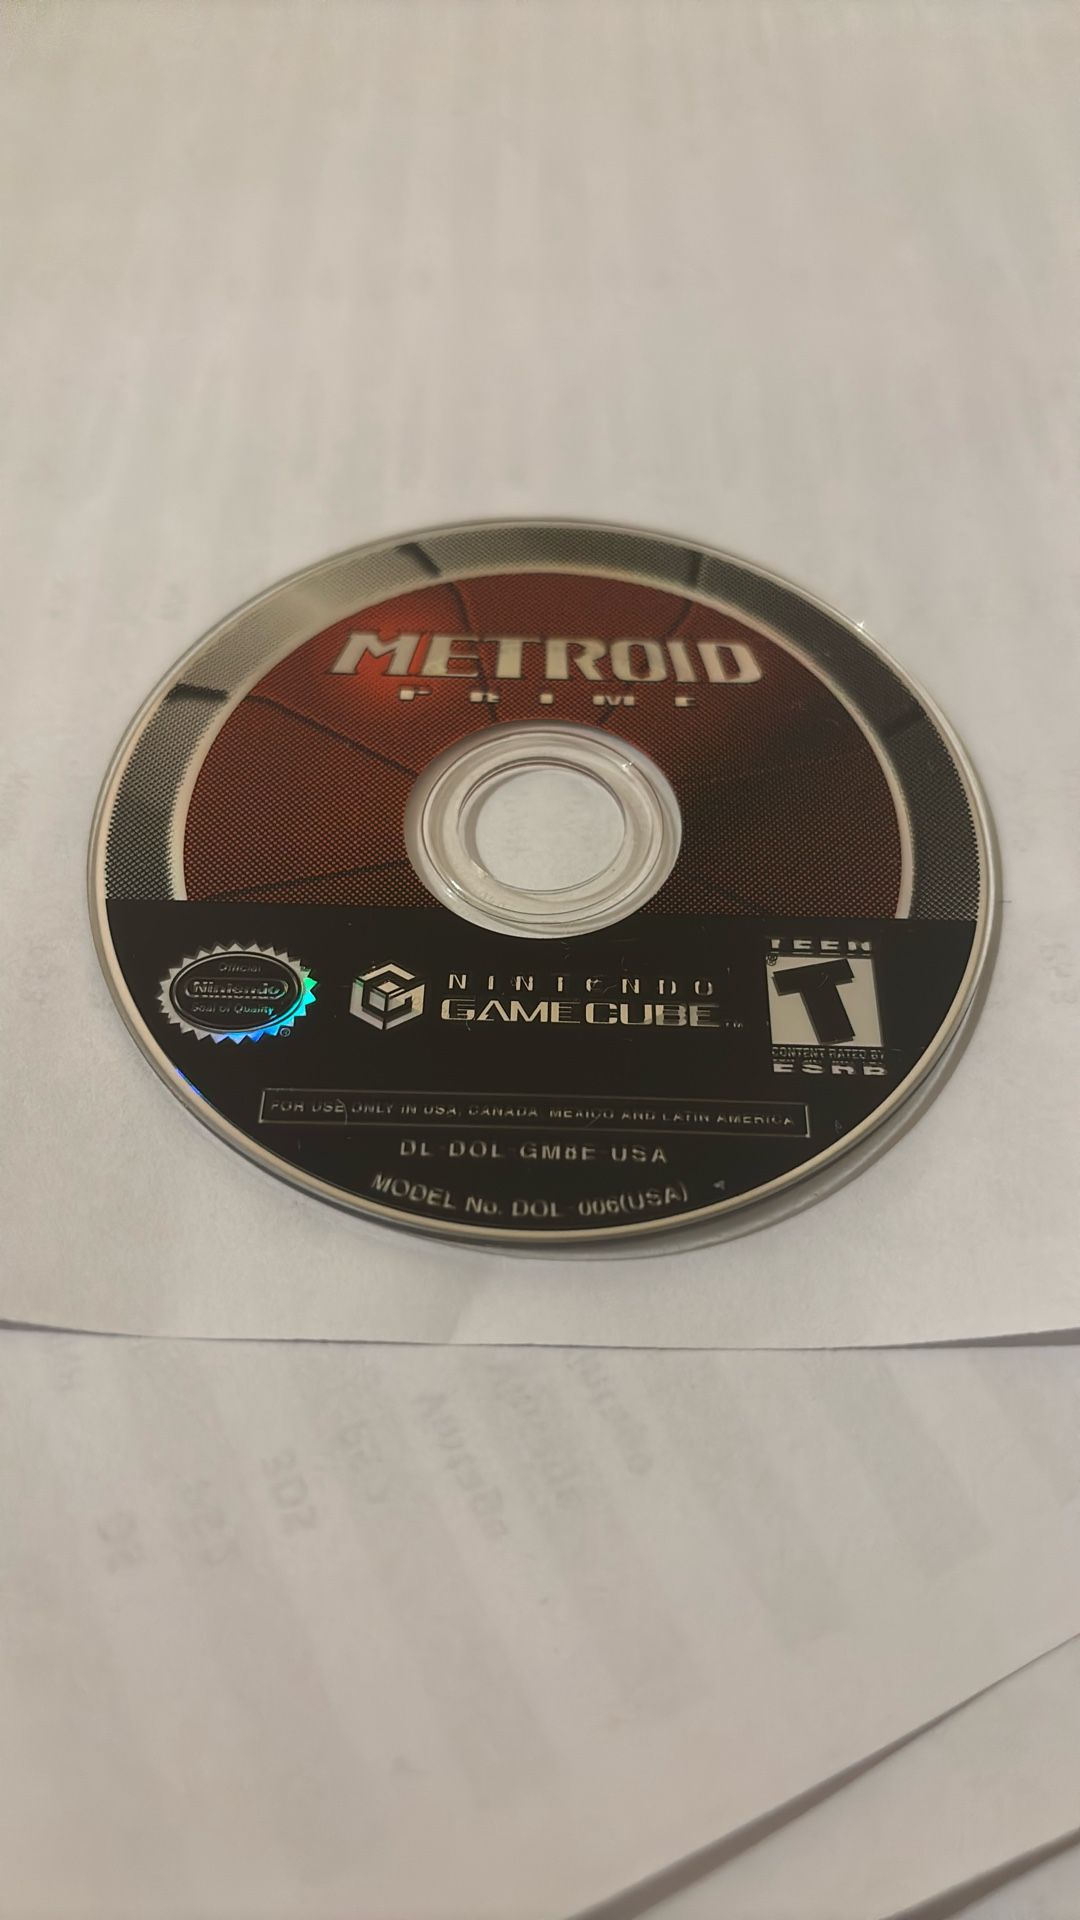 METROID
PRIME
Official
Nintendo
Seal of Quality
NINTENDO
GAMECUBE™
TEEN
T
CONTENT RATED BY
ESRB
FOR USE ONLY IN USA, CANADA, MEXICO AND LATIN AMERICA
DL-DOL-GM8E-USA
MODEL No. DOL-006(USA)